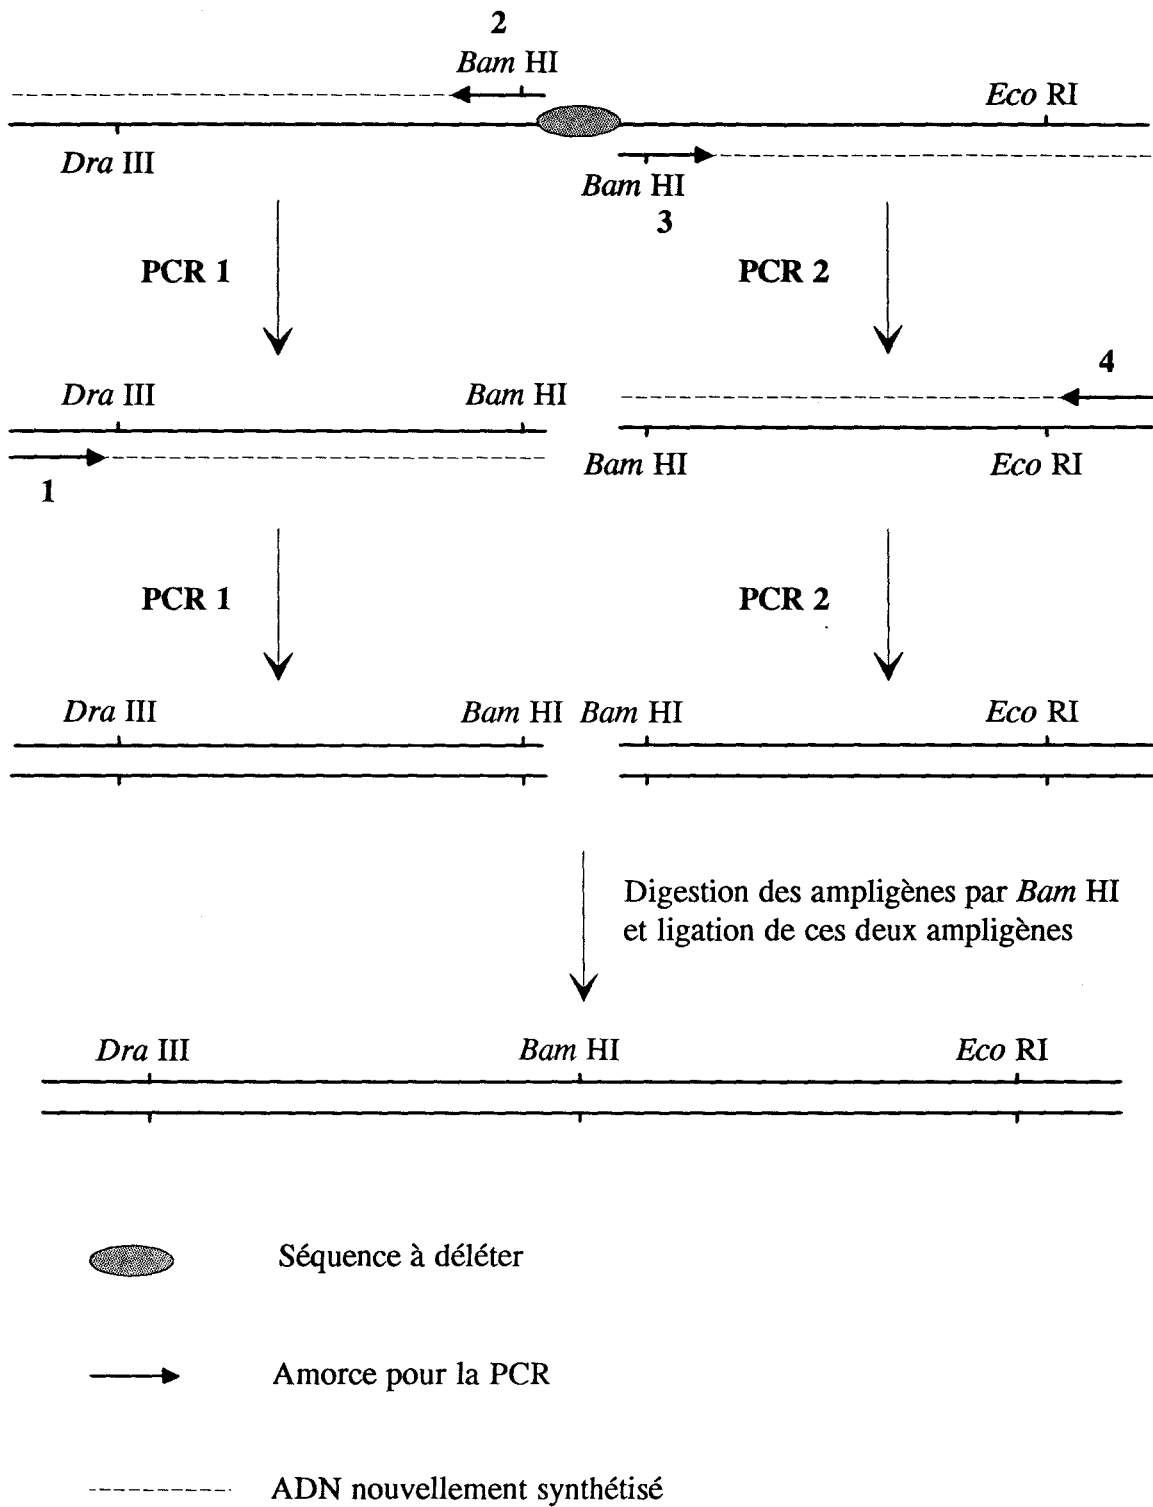 2
Bam HI
Eco RI
Dra III
Bam HI
3
PCR 1
PCR 2
4
Dra III
Bam HI
Bam HI
Eco RI
1
PCR 1
PCR 2
Dra III
Bam HI
Bam HI
Eco RI
Digestion des ampligènes par Bam HI
et ligation de ces deux ampligènes
Dra III
Bam HI
Eco RI
Séquence à déléter
Amorce pour la PCR
ADN nouvellement synthétisé